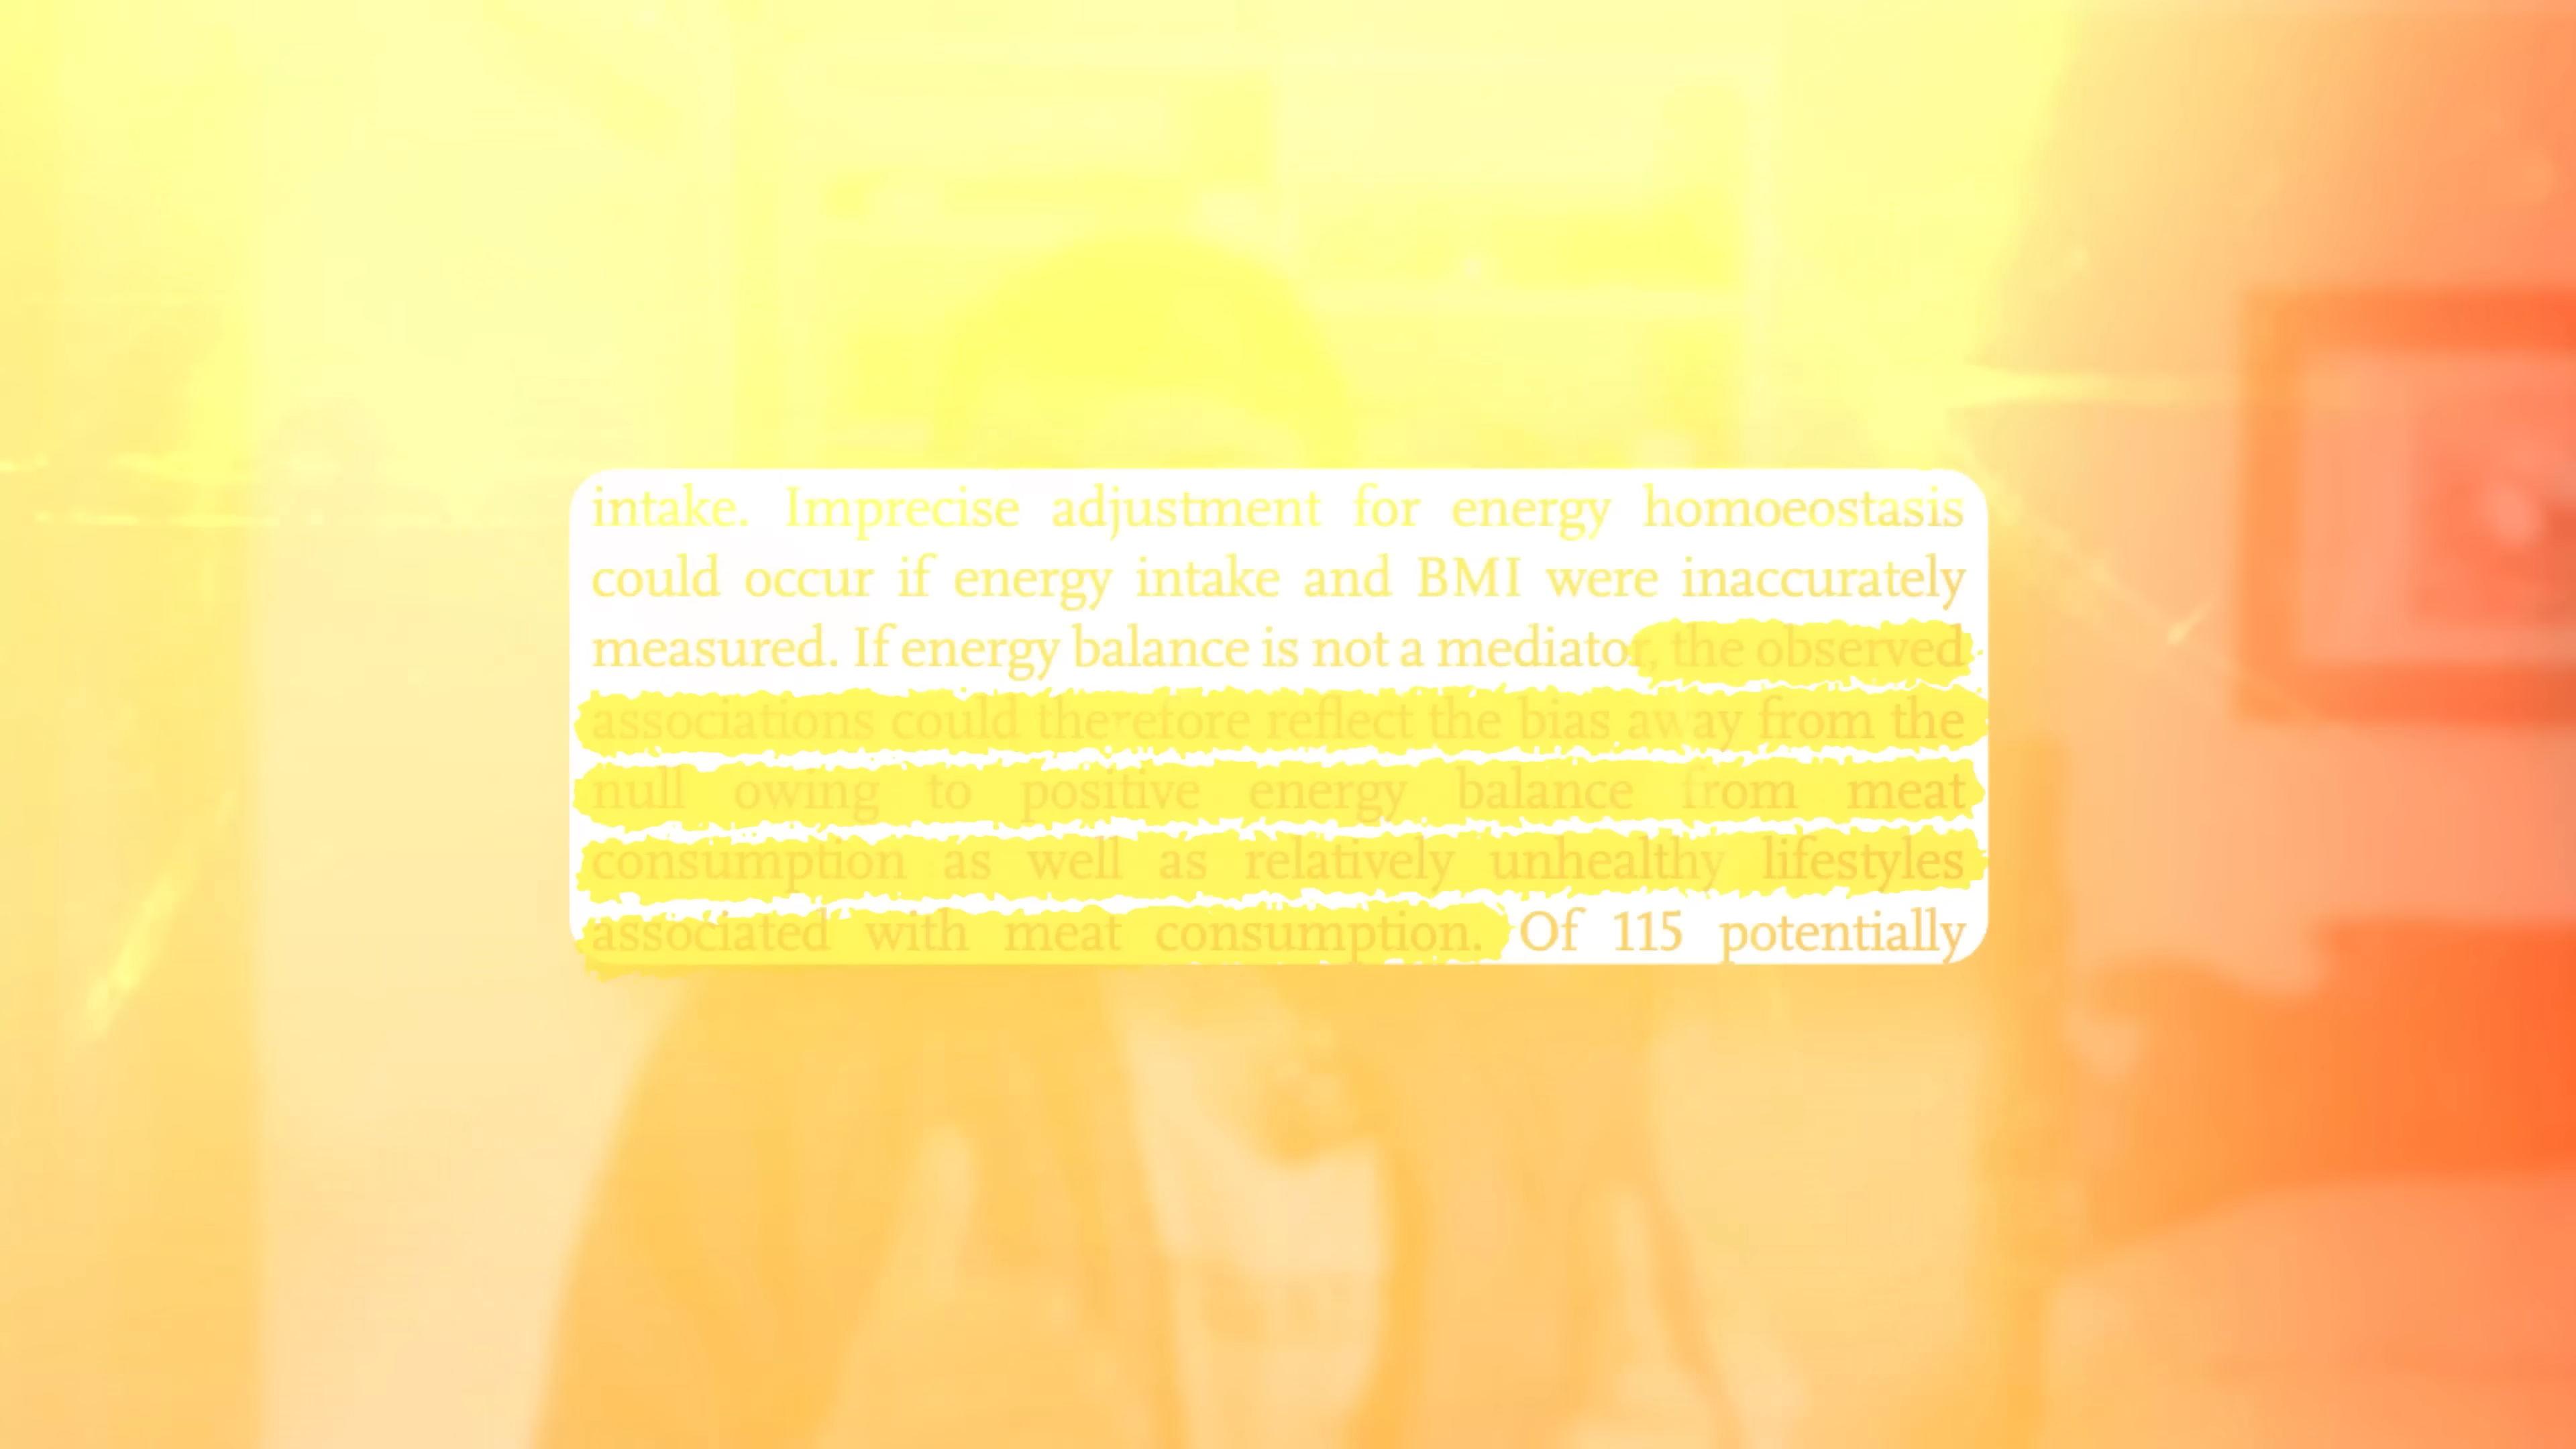 intake. Imprecise adjustment for energy homoeostasis
could occur if energy intake and BMI were inaccurately
measured. If energy balance is not a mediator, the observed
associations could therefore reflect the bias away from the
null owing to positive energy balance from meat
consumption as well as relatively unhealthy lifestyles
associated with meat consumption. Of 115 potentially